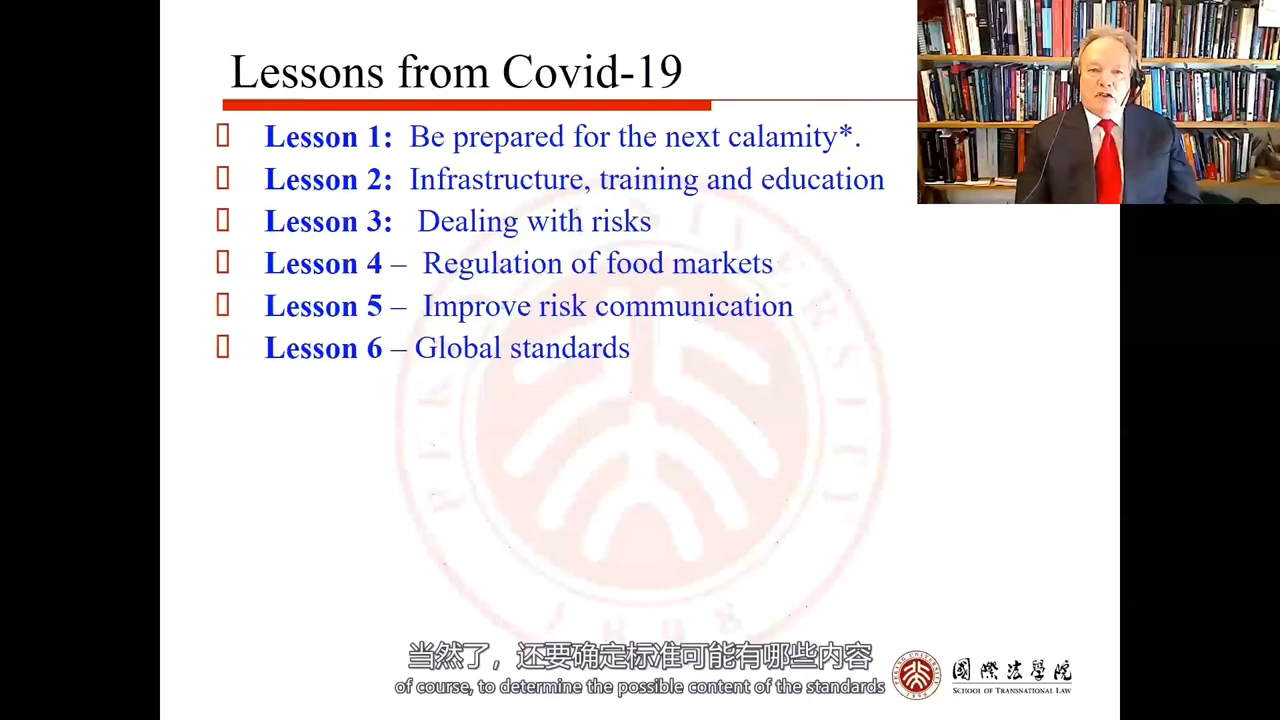 Lessons from Covid-19
Lesson 1: Be prepared for the next calamity*.
Lesson 2: Infrastructure, training and education
Lesson 3: Dealing with risks
Lesson 4 – Regulation of food markets
Lesson 5 – Improve risk communication
Lesson 6 – Global standards
当然了，还要确定标准可能有哪些内容
of course, to determine the possible content of the standards
國際法學院
SCHOOL OF TRANSNATIONAL LAW
PEKING UNIVERSITY
1898